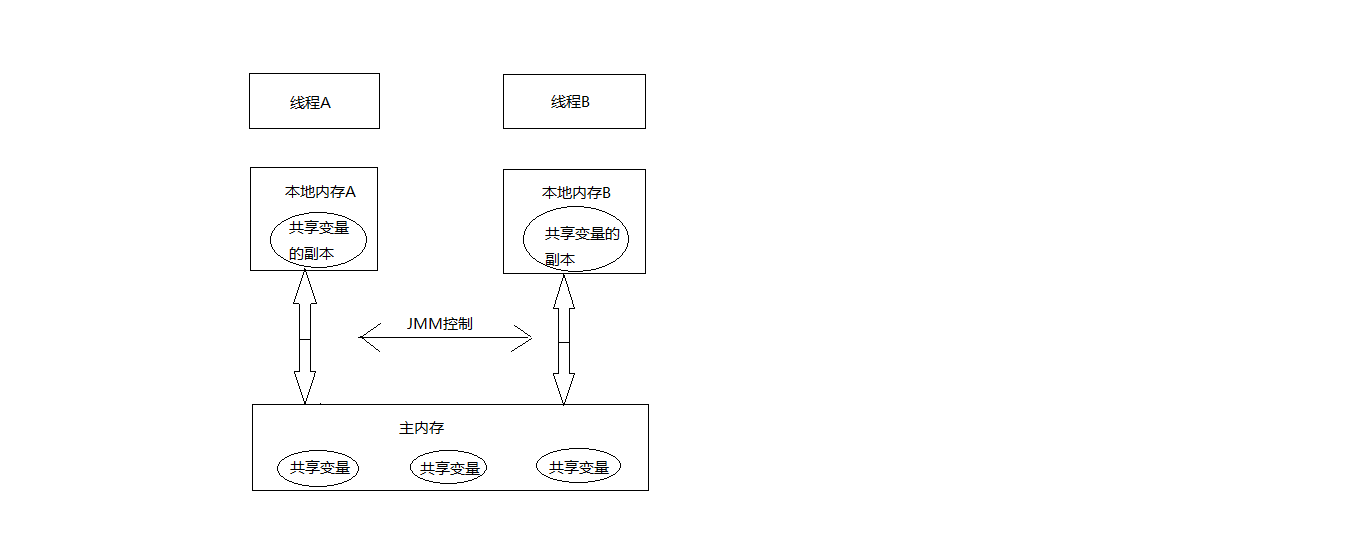 线程A
线程B
本地内存A
共享变量
的副本
本地内存B
共享变量的
副本
JMM控制
主内存
共享变量
共享变量
共享变量